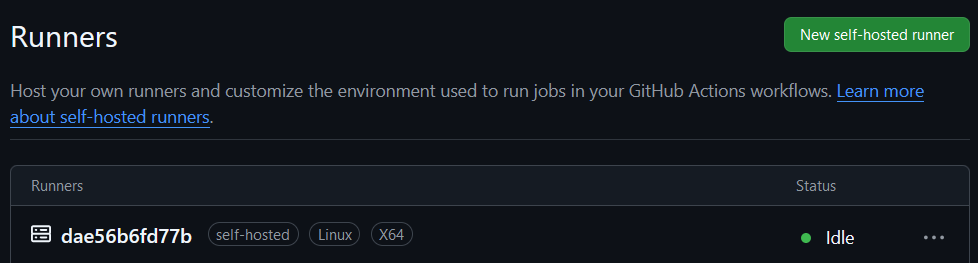 Runners
New self-hosted runner
Host your own runners and customize the environment used to run jobs in your GitHub Actions workflows. Learn more
about self-hosted runners.
Runners Status
dae56b6fd77b self-hosted Linux X64 Idle